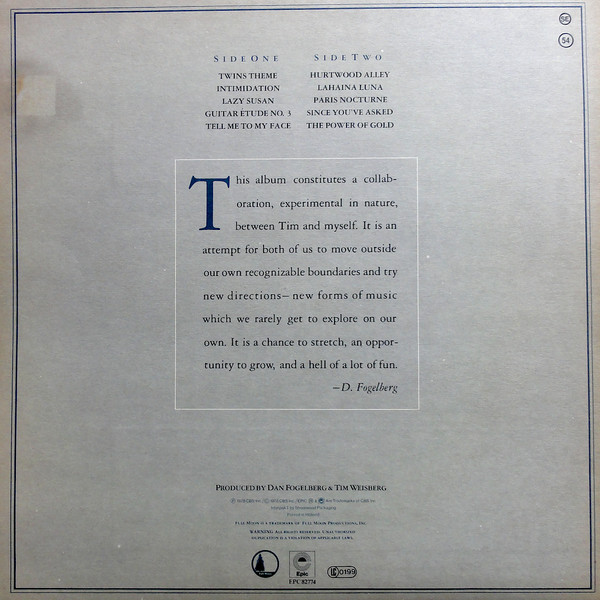 SE
54
SIDE ONE SIDE TWO
TWINS THEME HURTWOOD ALLEY
INTIMIDATION LAHAINA LUNA
LAZY SUSAN PARIS NOCTURNE
GUITAR ETUDE NO. 3 SINCE YOU'VE ASKED
TELL ME TO MY FACE THE POWER OF GOLD
This album constitutes a collab-
oration, experimental in nature,
between Tim and myself. It is an
attempt for both of us to move outside
our own recognizable boundaries and try
new directions—new forms of music
which we rarely get to explore on our
own. It is a chance to stretch, an oppor-
tunity to grow, and a hell of a lot of fun.
—D. Fogelberg
PRODUCED BY DAN FOGELBERG & TIM WEISBERG
FULL MOON IS A TRADEMARK OF FULL MOON PRODUCTIONS, INC.
WARNING: ALL RIGHTS RESERVED. UNAUTHORIZED
DUPLICATION IS A VIOLATION OF APPLICABLE LAWS.
Epic
EPC 82774
LC 0199